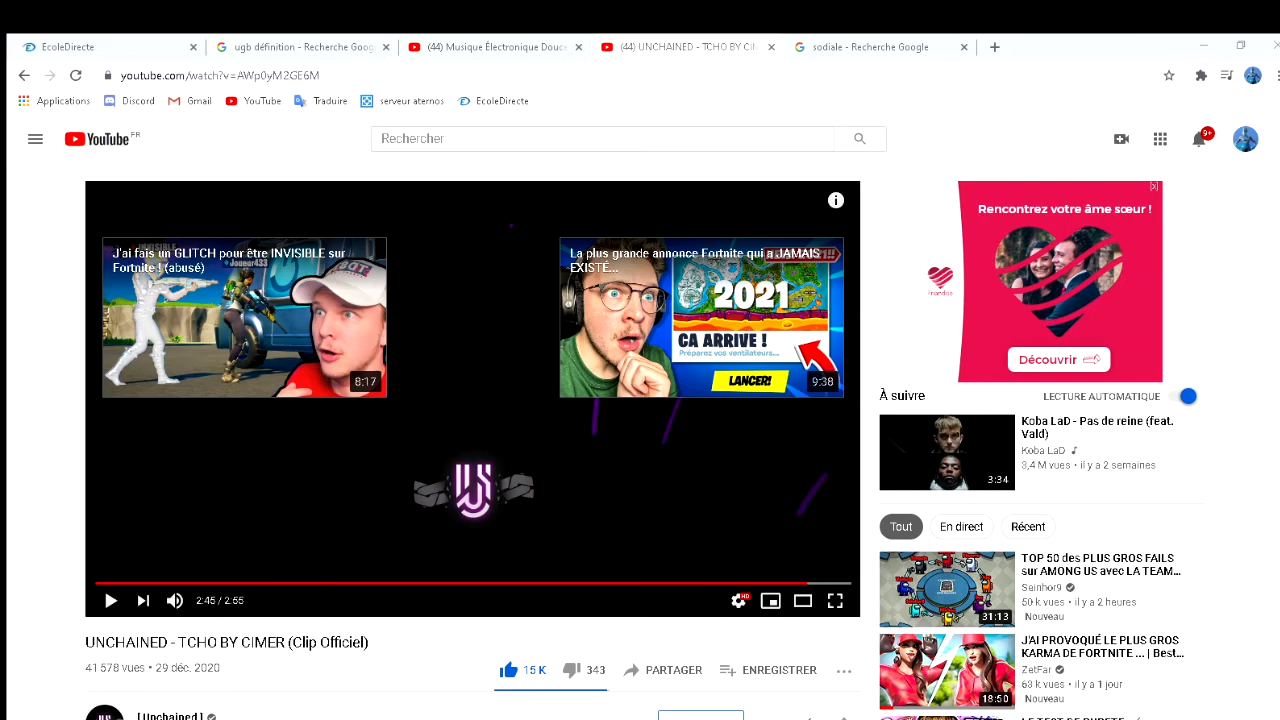 EcoleDirecte
ugb définition - Recherche Goog
(44) Musique Électronique Douce
(44) UNCHAINED - TCHO BY CIM
sodiale - Recherche Google
youtube.com/watch?v=AWp0yM2GE6M
Applications
Discord
Gmail
YouTube
Traduire
serveur aternos
EcoleDirecte
YouTube FR
Rechercher
9+
J'ai fais un GLITCH pour être INVISIBLE sur
Fortnite ! (abusé)
Joueur433
8:17
La plus grande annonce Fortnite qui a JAMAIS
EXISTÉ...
2021
CA ARRIVE !
Préparez vos ventilateurs...
LANCER!
9:38
Rencontrez votre âme sœur !
Découvrir
À suivre
LECTURE AUTOMATIQUE
Koba LaD - Pas de reine (feat.
Vald)
Koba LaD
3,4 M vues • il y a 2 semaines
3:34
Tout
En direct
Récent
TOP 50 des PLUS GROS FAILS
sur AMONG US avec LA TEAM...
Seinhor9
50 k vues • il y a 2 heures
Nouveau
31:13
J'AI PROVOQUÉ LE PLUS GROS
KARMA DE FORTNITE ... | Best...
ZetFar
63 k vues • il y a 1 jour
Nouveau
18:50
2:45 / 2:55
HD
UNCHAINED - TCHO BY CIMER (Clip Officiel)
41 578 vues • 29 déc. 2020
15 K
343
PARTAGER
ENREGISTRER
[Unchained]